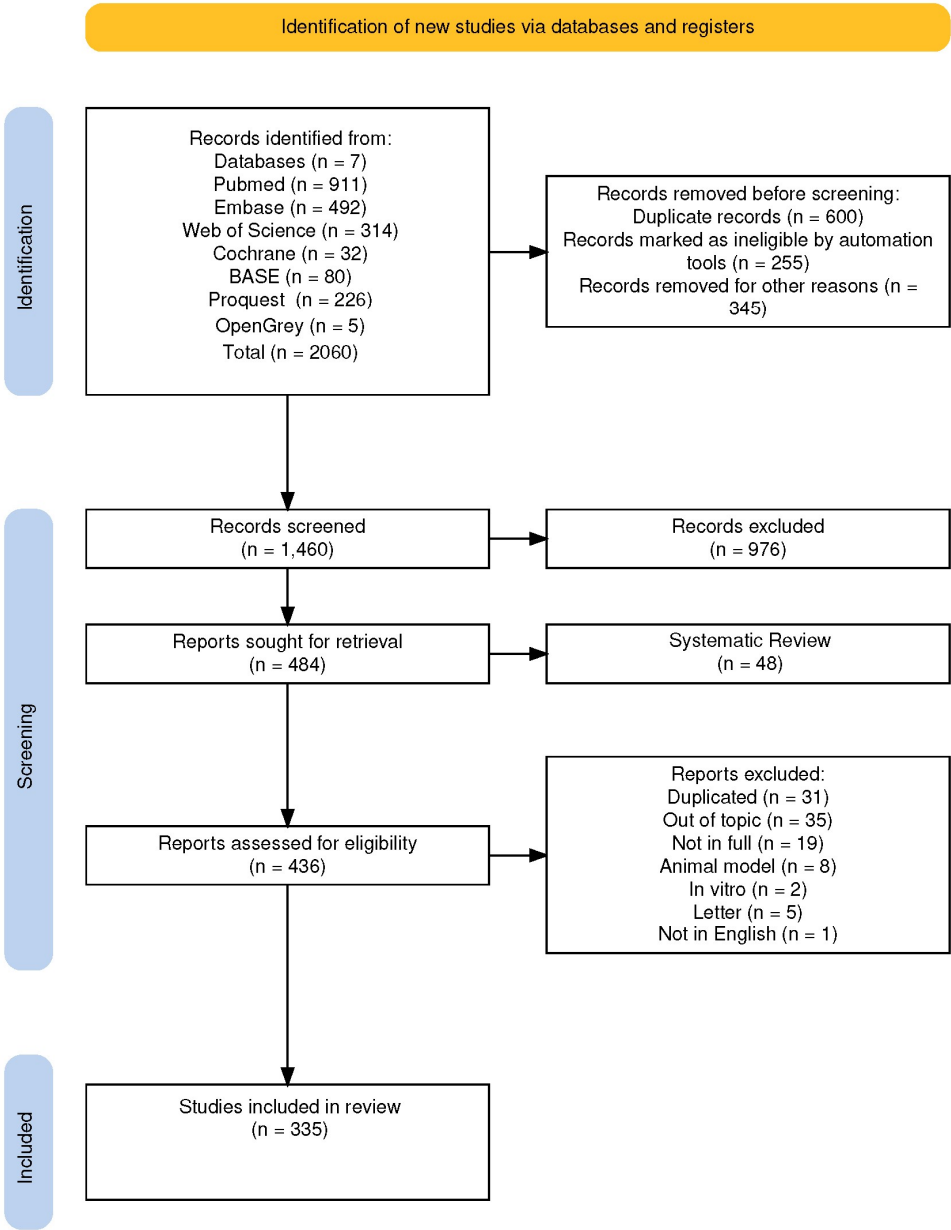 Identification of new studies via databases and registers
Identification
Records identified from:
Databases (n = 7)
Pubmed (n = 911)
Embase (n = 492)
Web of Science (n = 314)
Cochrane (n = 32)
BASE (n = 80)
Proquest (n = 226)
OpenGrey (n = 5)
Total (n = 2060)
Records removed before screening:
Duplicate records (n = 600)
Records marked as ineligible by automation
tools (n = 255)
Records removed for other reasons (n =
345)
Screening
Records screened
(n = 1,460)
Records excluded
(n = 976)
Reports sought for retrieval
(n = 484)
Systematic Review
(n = 48)
Reports assessed for eligibility
(n = 436)
Reports excluded:
Duplicated (n = 31)
Out of topic (n = 35)
Not in full (n = 19)
Animal model (n = 8)
In vitro (n = 2)
Letter (n = 5)
Not in English (n = 1)
Included
Studies included in review
(n = 335)